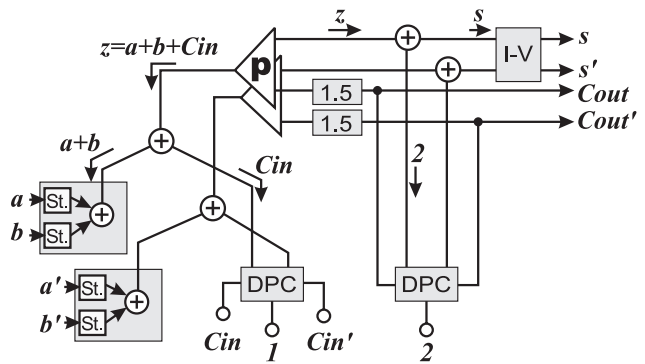 z
s
z=a+b+Cin
p
I-V
s
s'
1.5
Cout
1.5
Cout'
a+b
Cin
2
a
St.
b
St.
a'
St.
b'
St.
DPC
DPC
Cin
1
Cin'
2